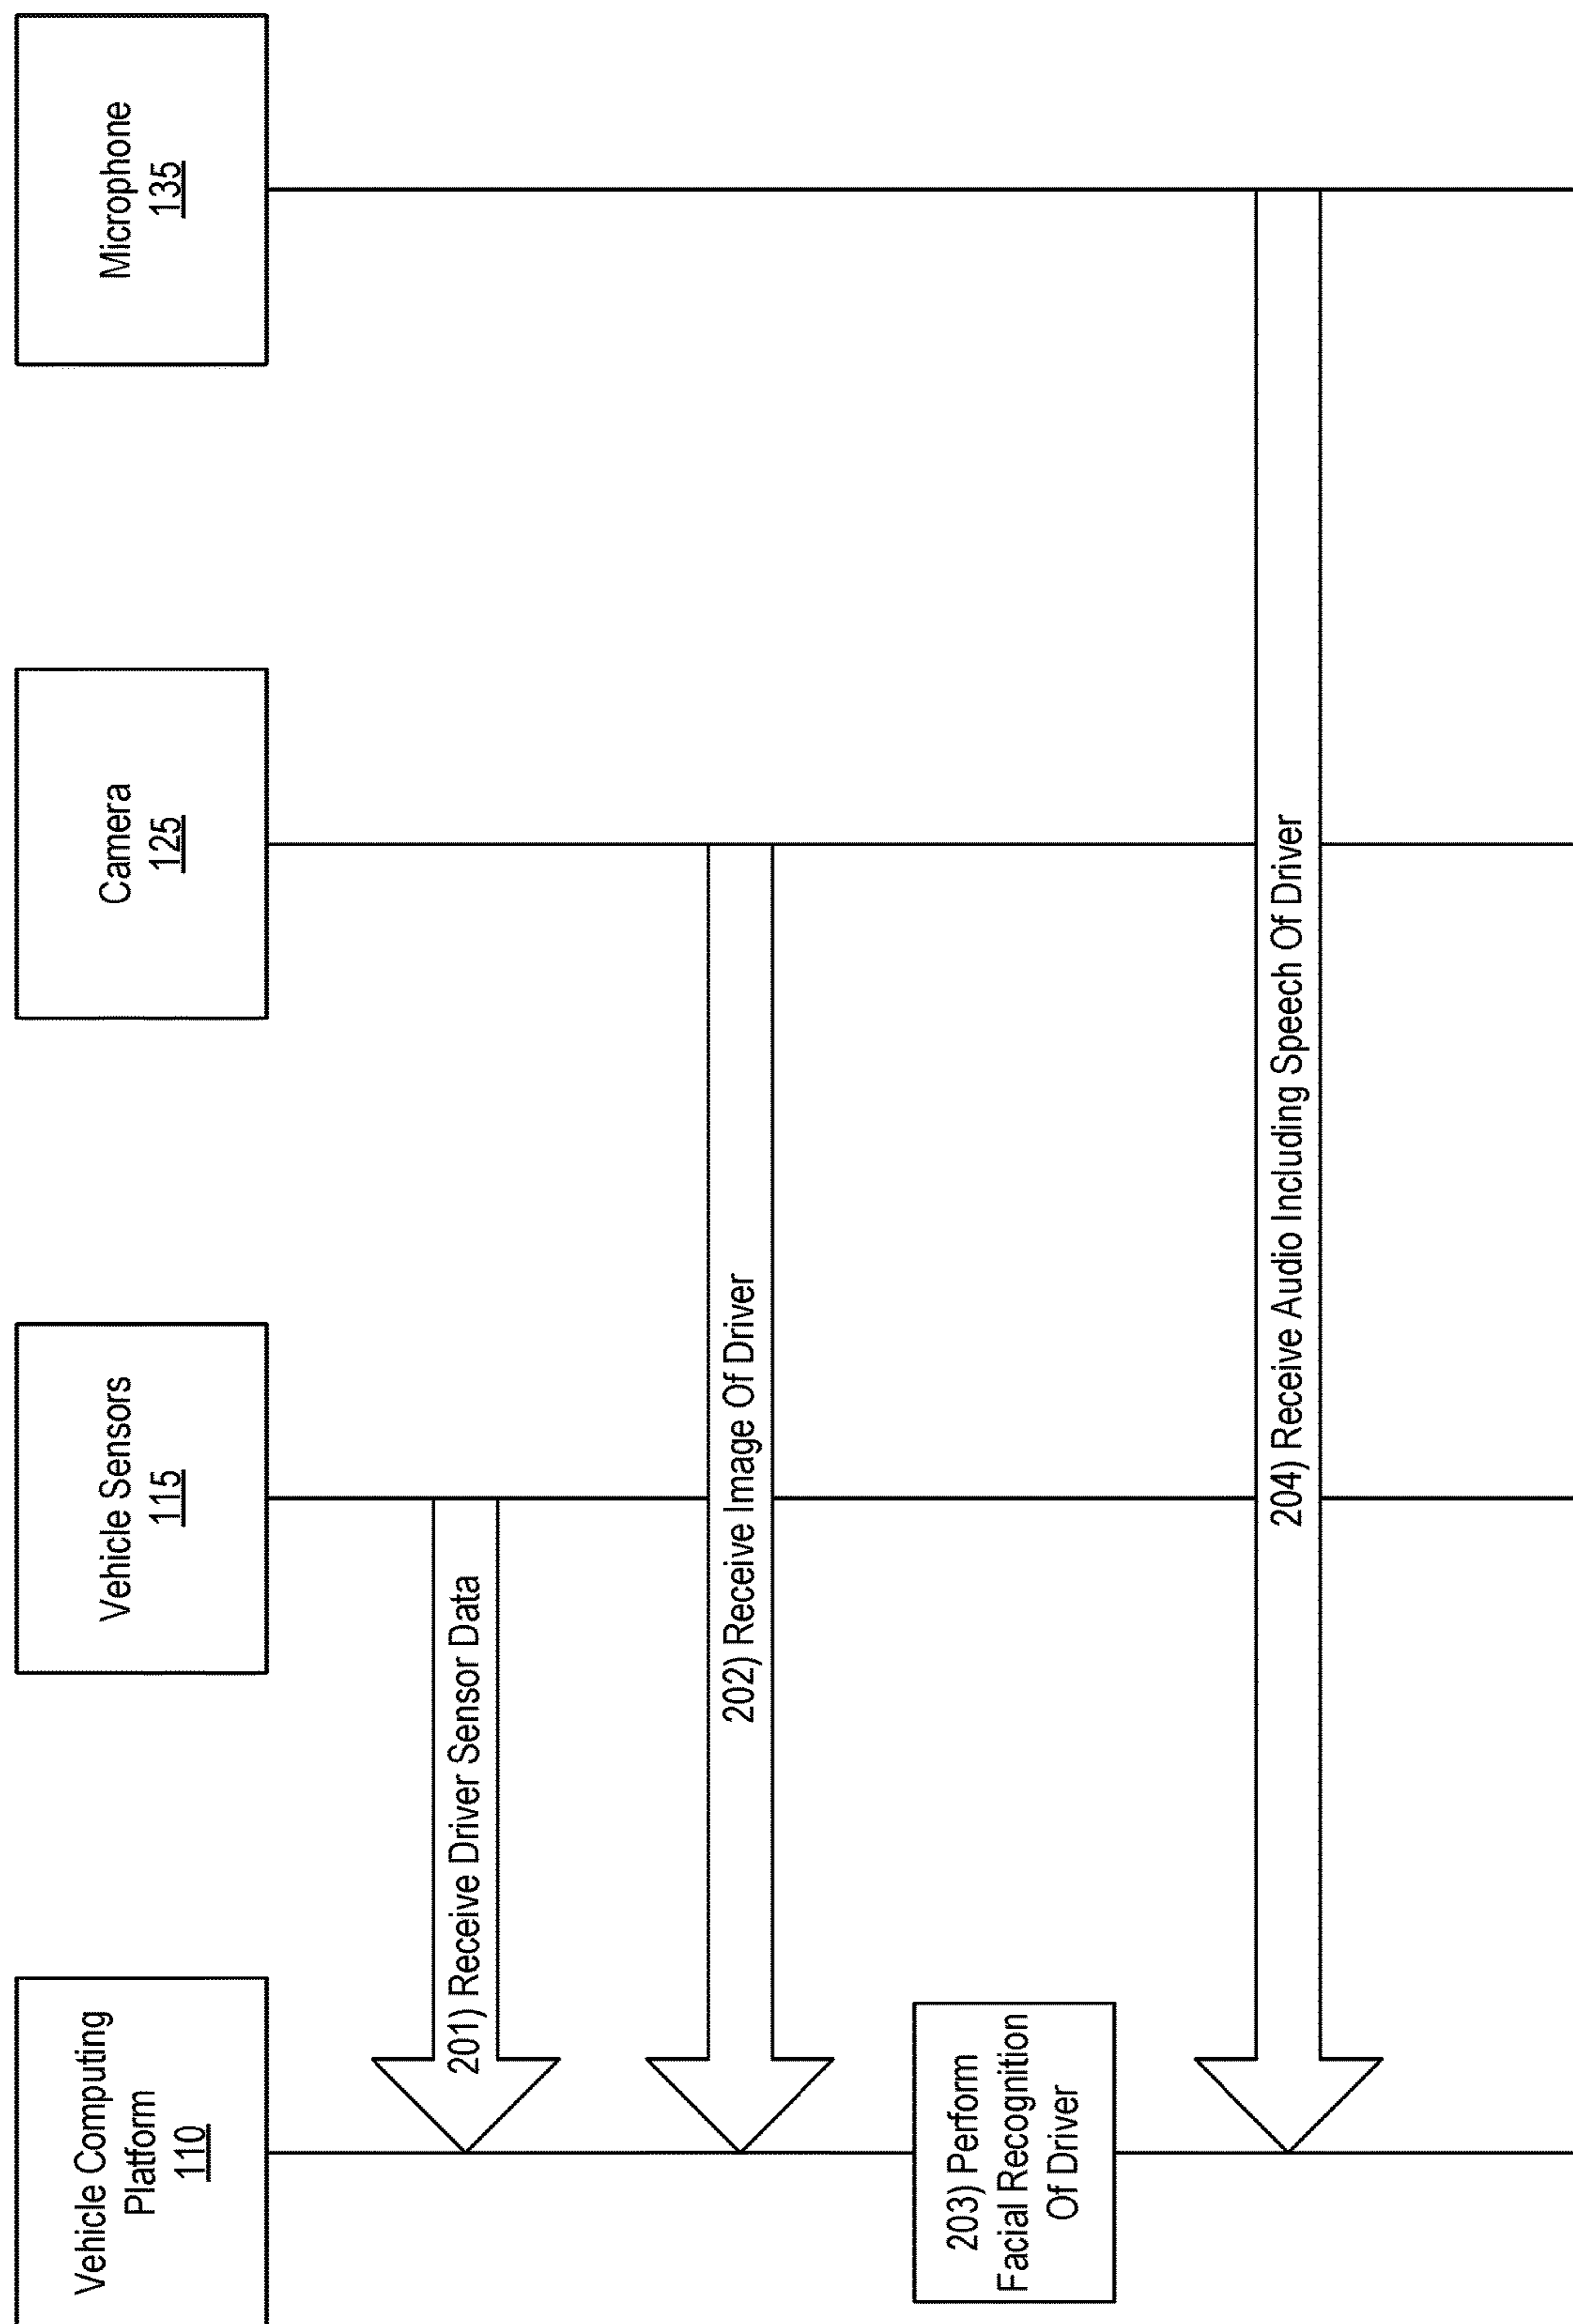 Vehicle Computing
Platform
110
Vehicle Sensors
115
Camera
125
Microphone
135
201) Receive Driver Sensor Data
202) Receive Image Of Driver
203) Perform
Facial Recognition
Of Driver
204) Receive Audio Including Speech Of Driver